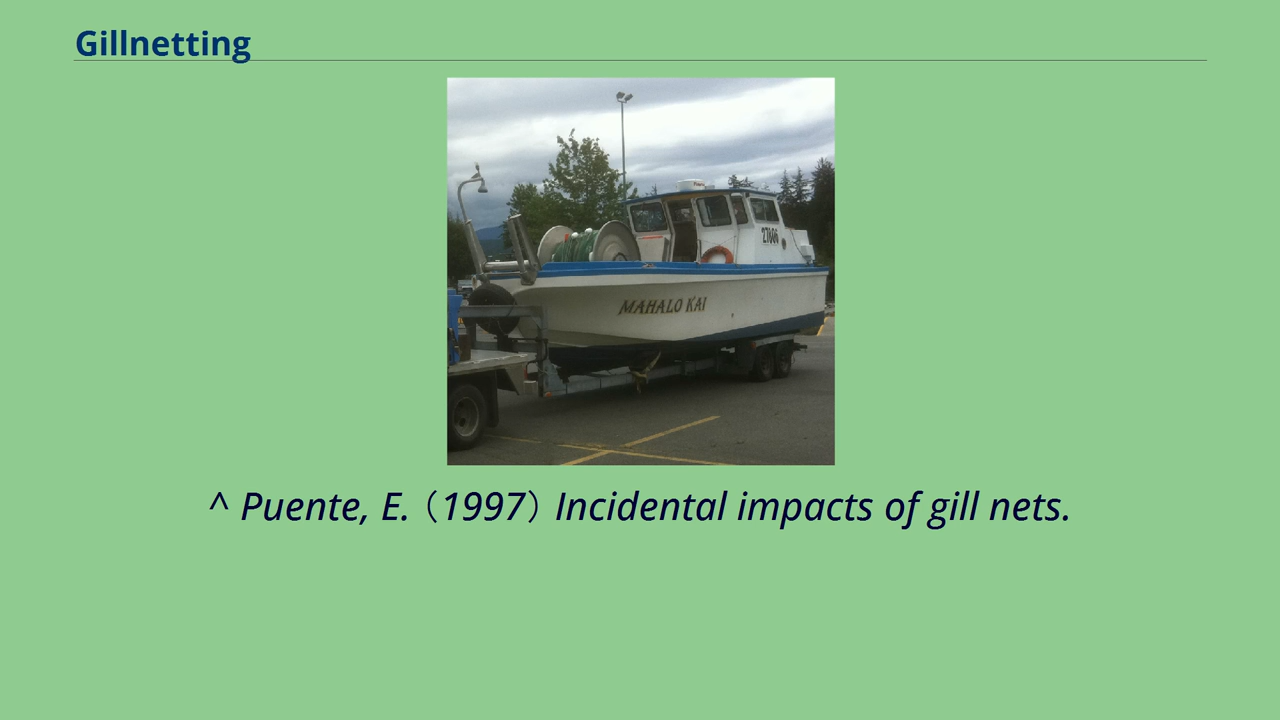 Gillnetting
27006
MAHALO KAI
^ Puente, E.（1997）Incidental impacts of gill nets.